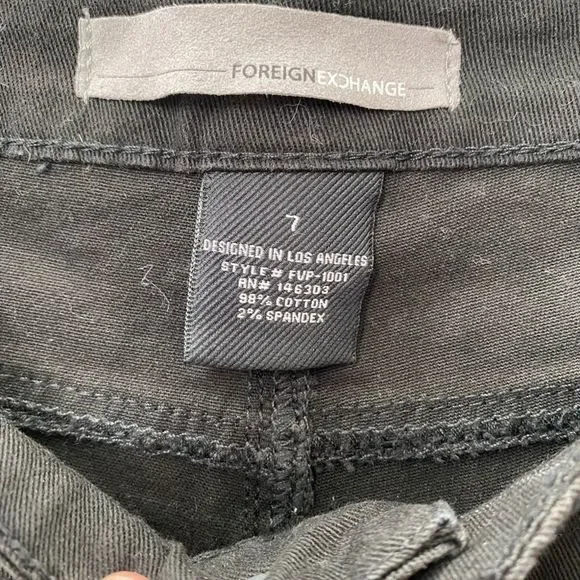 FOREIGNEXCHANGE
7
DESIGNED IN LOS ANGELES
STYLE# FVP-1001
RN# 146303
98% COTTON
2% SPANDEX